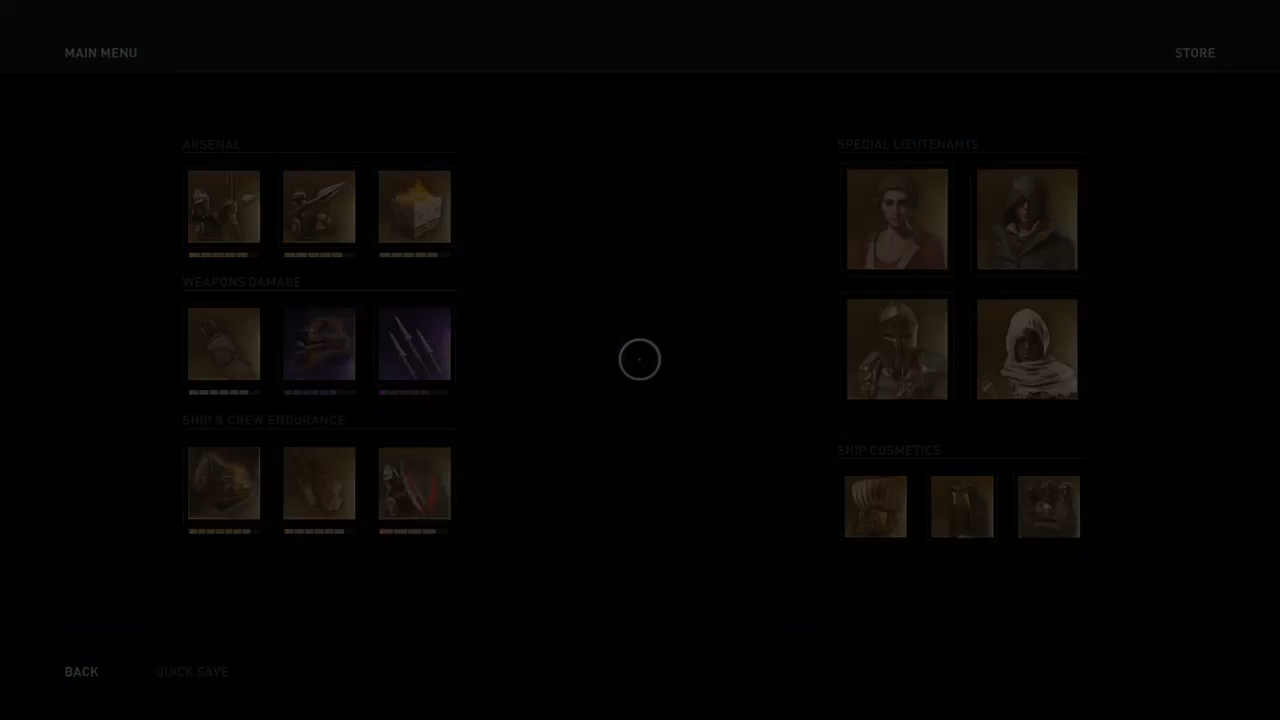 MAIN MENU
STORE
ARSENAL
SPECIAL LIEUTENANTS
WEAPONS DAMAGE
SHIP & CREW ENDURANCE
SHIP COSMETICS
BACK
QUICK SAVE